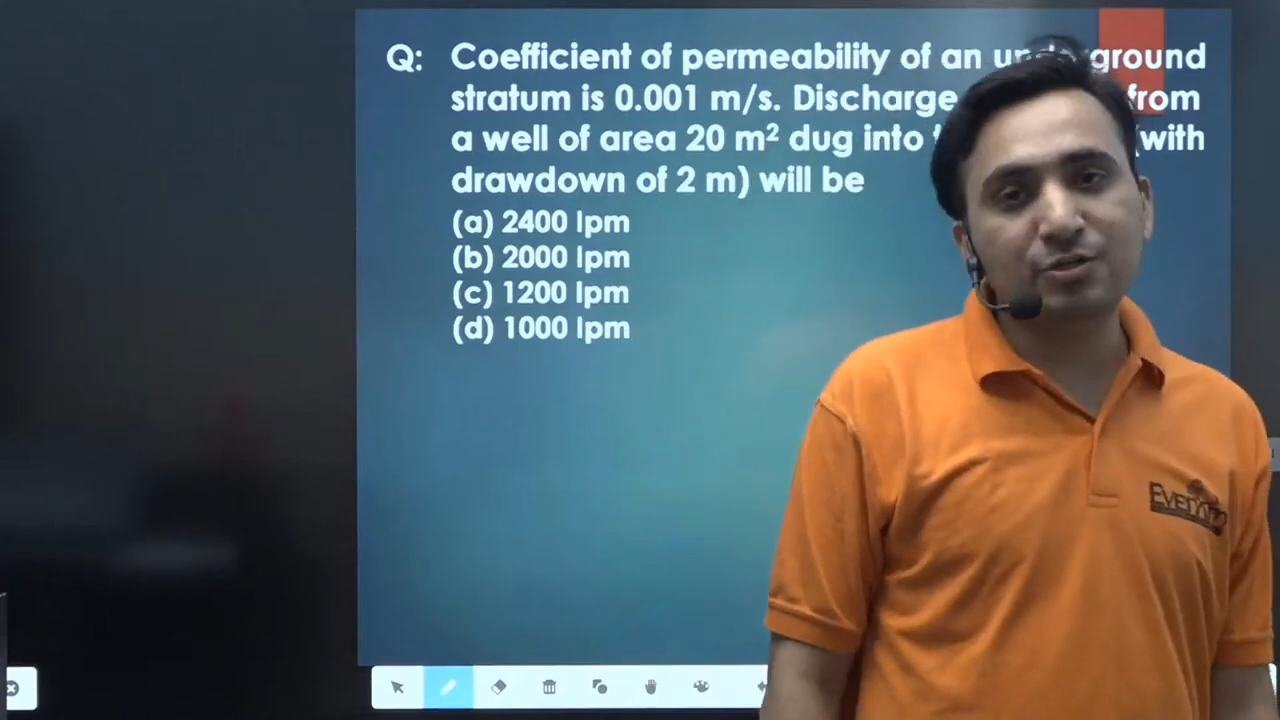 Q: Coefficient of permeability of an underground
stratum is 0.001 m/s. Discharge from
a well of area 20 m² dug into (with
drawdown of 2 m) will be
(a) 2400 lpm
(b) 2000 lpm
(c) 1200 lpm
(d) 1000 lpm